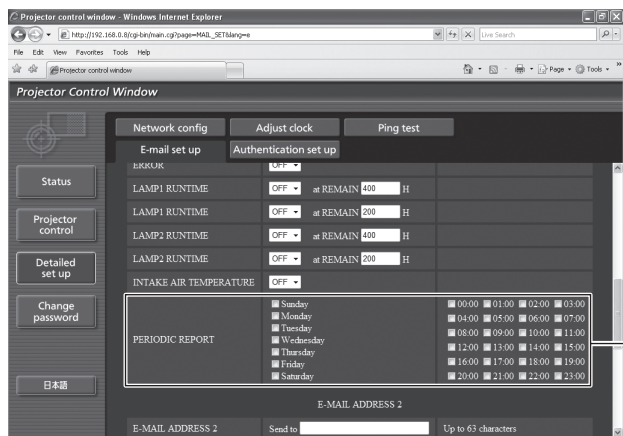 Projector control window - Windows Internet Explorer
http://192.168.0.8/cgi-bin/main.cgi?page=MAIL_SET&lang=e
Live Search
File Edit View Favorites Tools Help
Projector control window
Page Tools
Projector Control Window
Network config Adjust clock Ping test
E-mail set up Authentication set up
Status
Projector control
Detailed set up
Change password
日本語
ERROR OFF
LAMP1 RUNTIME OFF at REMAIN 400 H
LAMP1 RUNTIME OFF at REMAIN 200 H
LAMP2 RUNTIME OFF at REMAIN 400 H
LAMP2 RUNTIME OFF at REMAIN 200 H
INTAKE AIR TEMPERATURE OFF
PERIODIC REPORT
Sunday
Monday
Tuesday
Wednesday
Thursday
Friday
Saturday
00:00 01:00 02:00 03:00
04:00 05:00 06:00 07:00
08:00 09:00 10:00 11:00
12:00 13:00 14:00 15:00
16:00 17:00 18:00 19:00
20:00 21:00 22:00 23:00
E-MAIL ADDRESS 2
E-MAIL ADDRESS 2 Send to Up to 63 characters